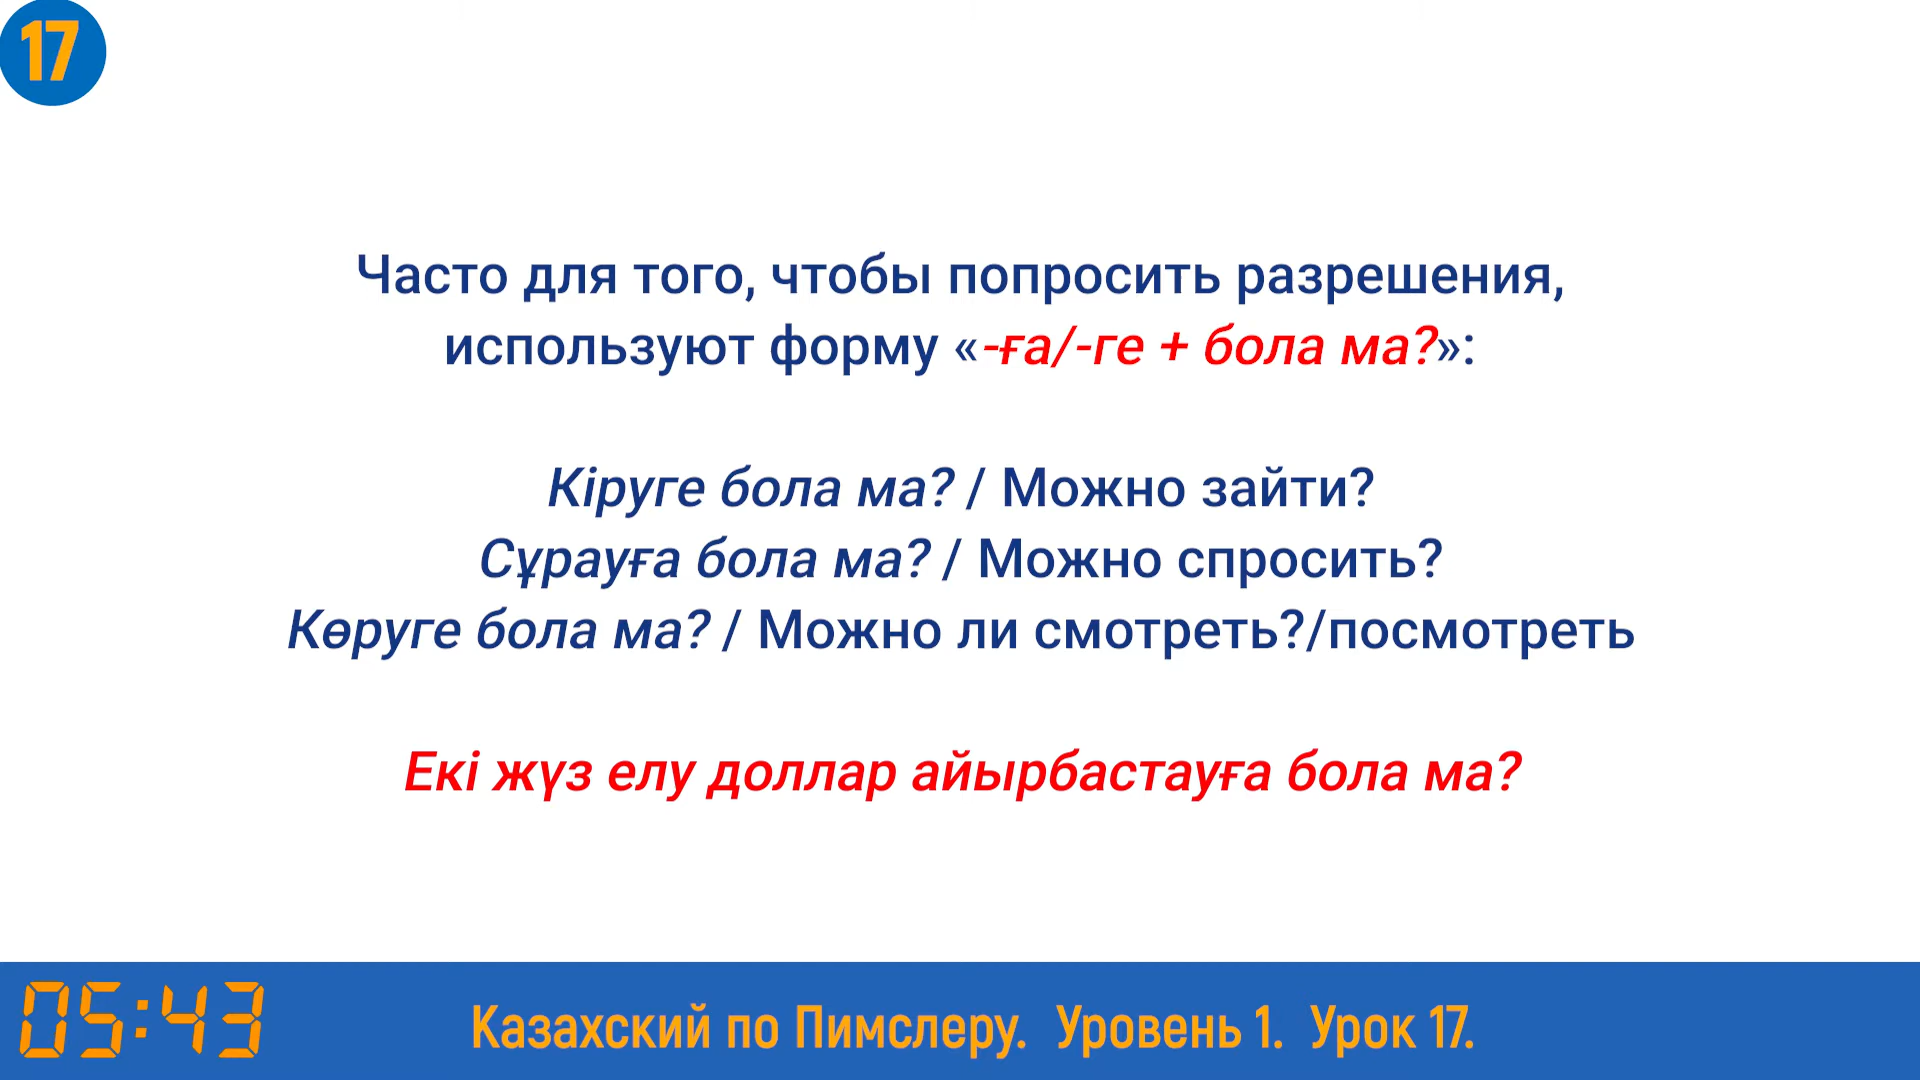 17
Часто для того, чтобы попросить разрешения,
используют форму «-ға/-ге + бола ма?»:
Кіруге бола ма? / Можно зайти?
Сұрауға бола ма? / Можно спросить?
Көруге бола ма? / Можно ли смотреть?/посмотреть
Екі жүз елу доллар айырбастауға бола ма?
05:43
Казахский по Пимслеру. Уровень 1. Урок 17.